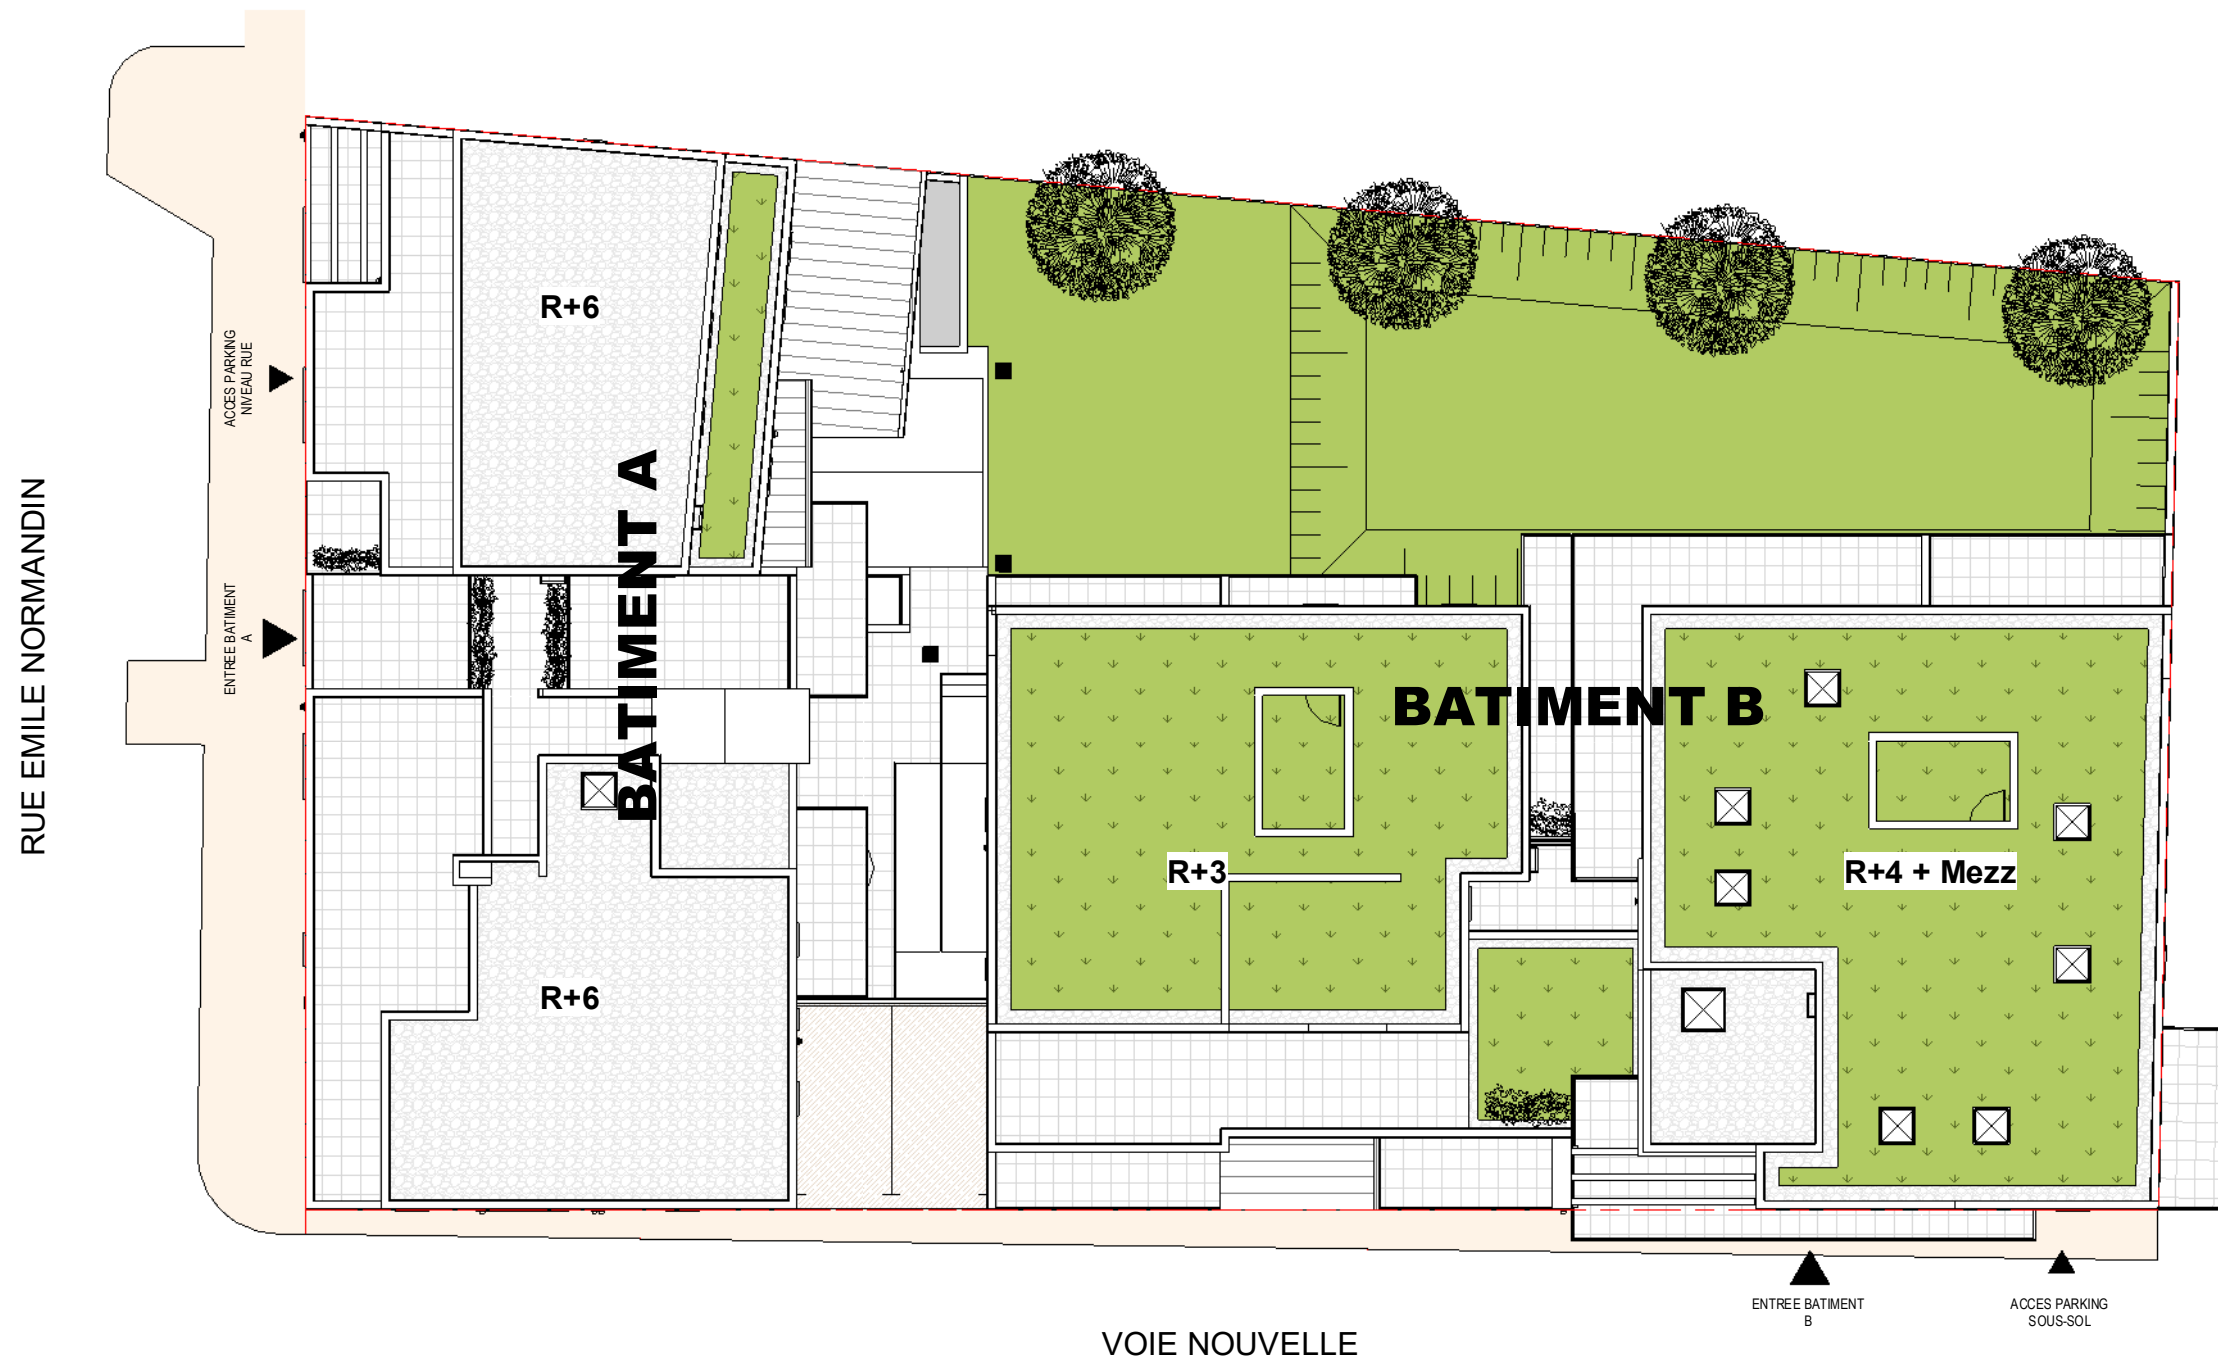 R+6
ACCES PARKING
NIVEAU RUE
RUE EMILE NORMANDIN
BATIMENT A
ENTREE BATIMENT
A
BATIMENT B
R+3
R+4 + Mezz
R+6
ENTREE BATIMENT
B
ACCES PARKING
SOUS-SOL
VOIE NOUVELLE